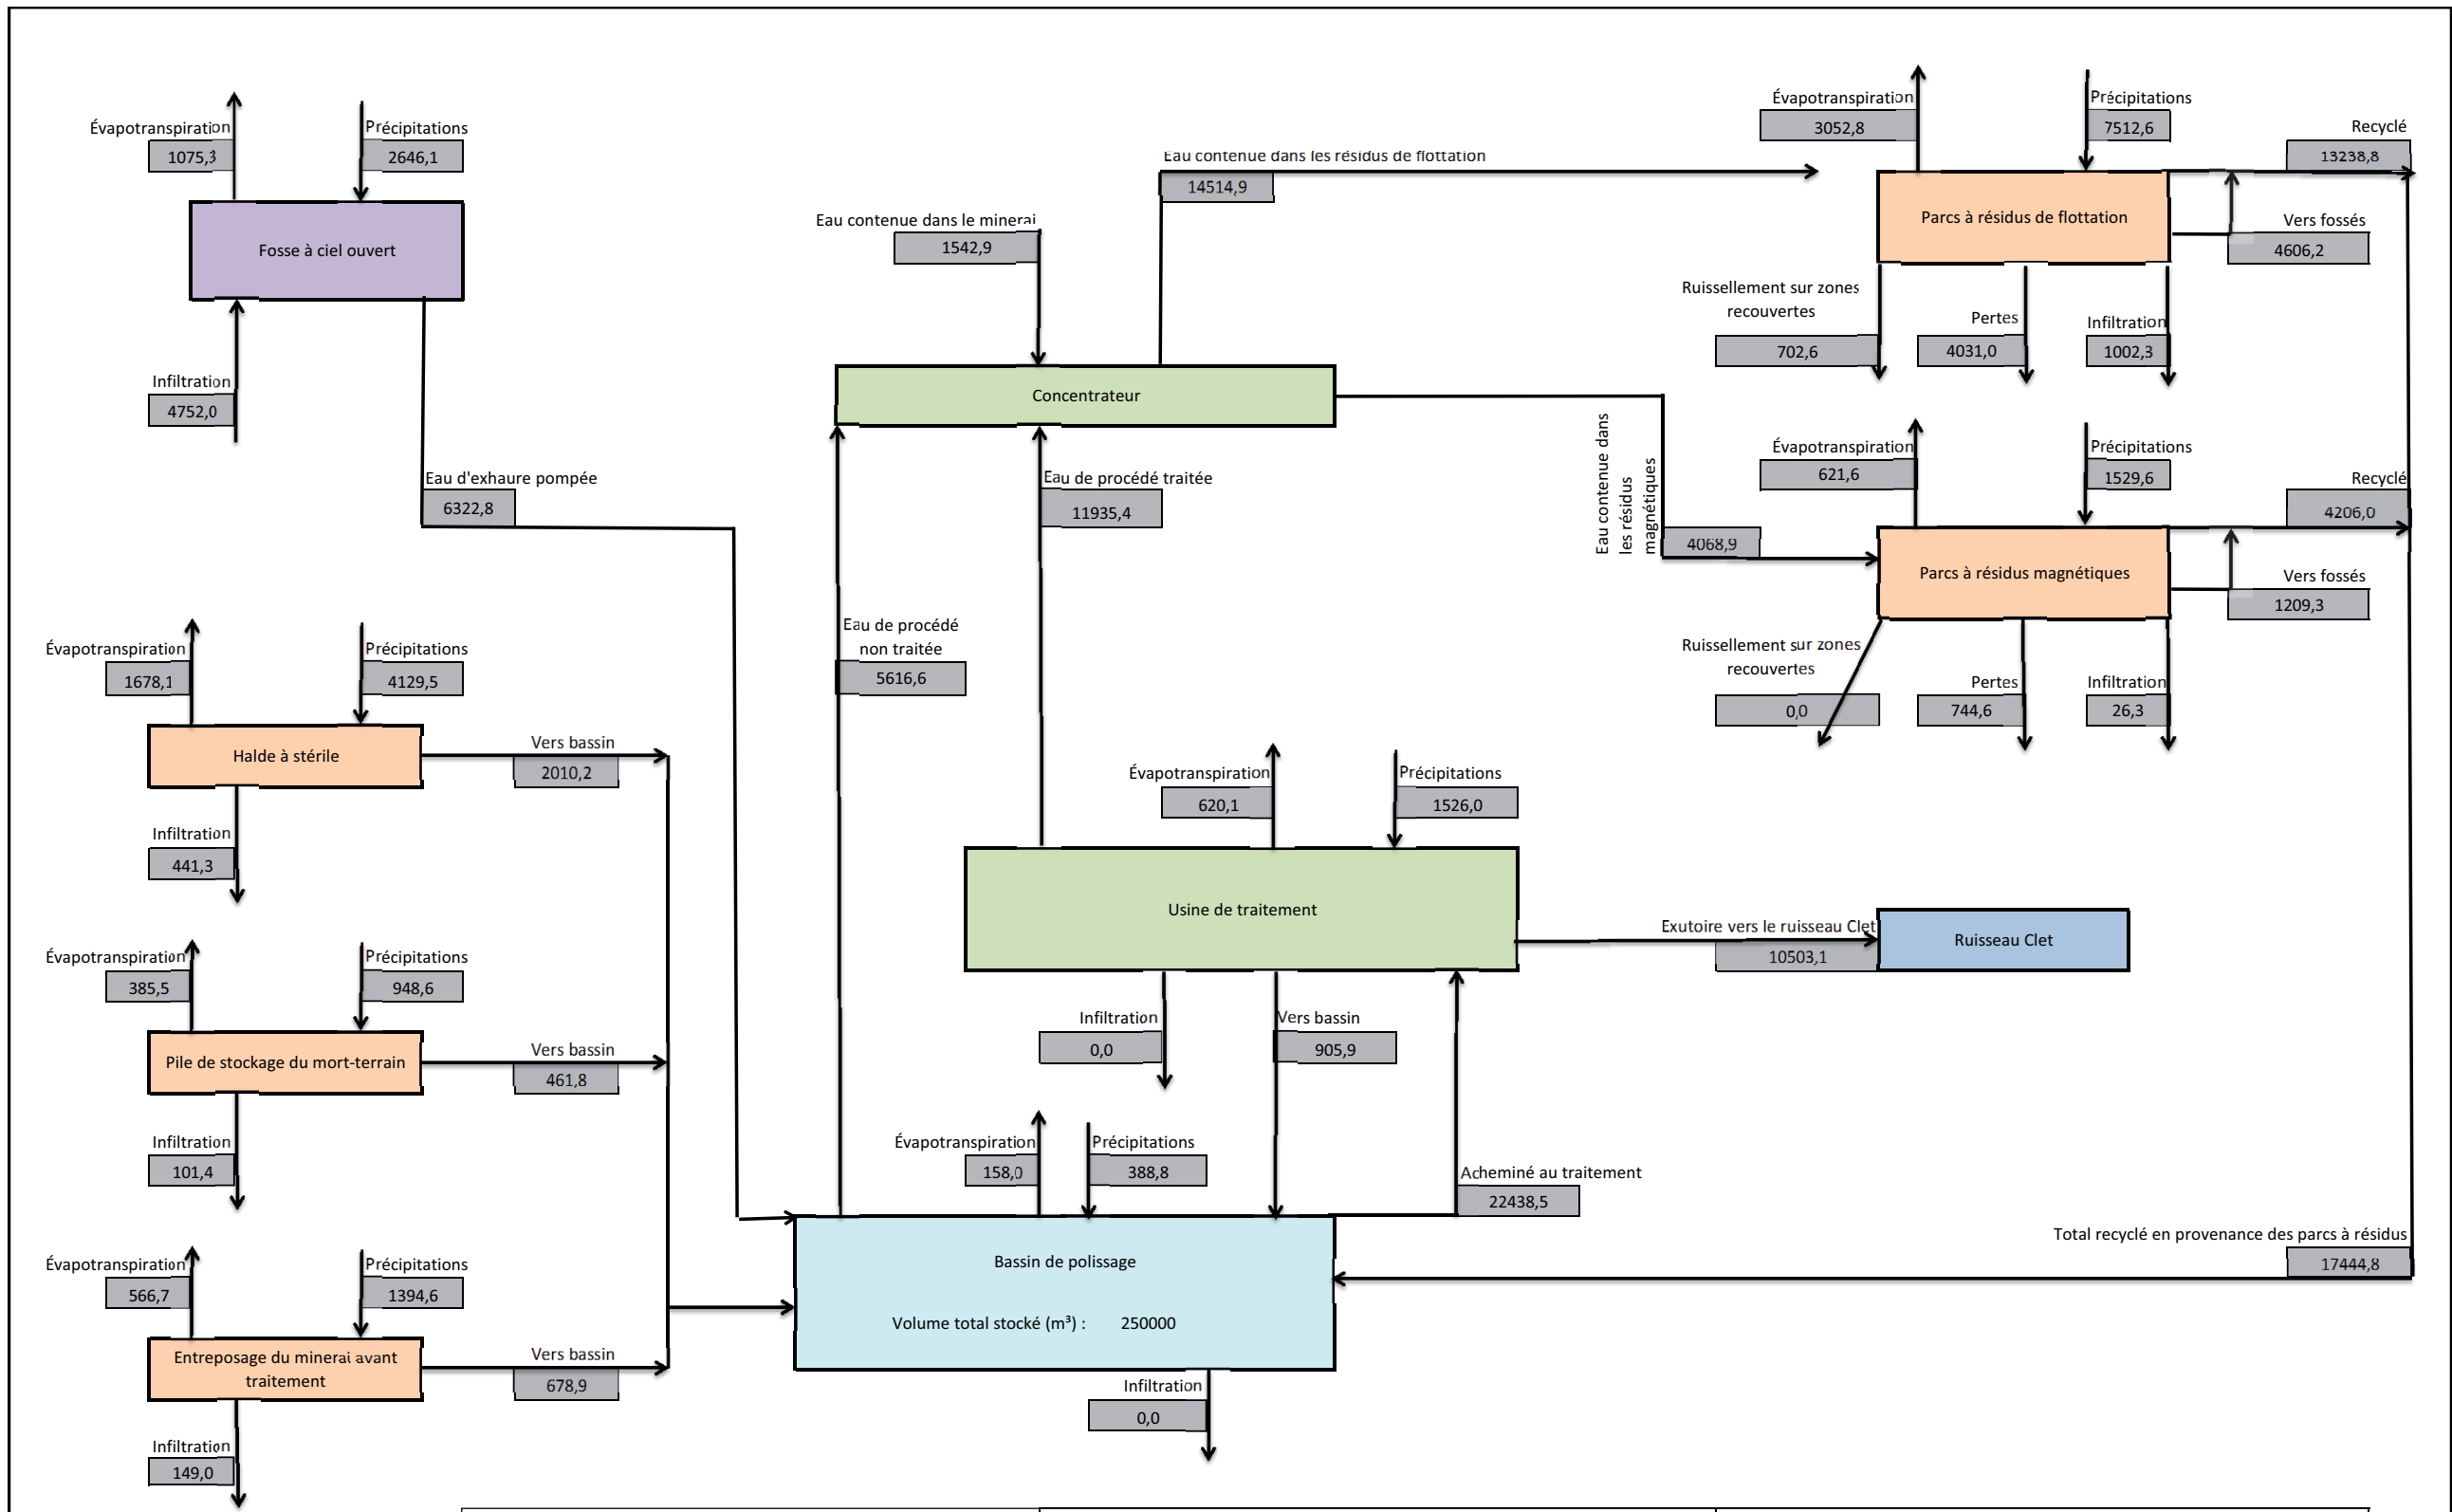 Évapotranspiration
1075,3
Précipitations
2646,1
Fosse à ciel ouvert
Infiltration
4752,0
Eau d'exhaure pompée
6322,8
Évapotranspiration
1678,1
Précipitations
4129,5
Halde à stérile
Vers bassin
2010,2
Infiltration
441,3
Évapotranspiration
385,5
Précipitations
948,6
Pile de stockage du mort-terrain
Vers bassin
461,8
Infiltration
101,4
Évapotranspiration
566,7
Précipitations
1394,6
Entreposage du minerai avant
traitement
Vers bassin
678,9
Infiltration
149,0
Eau contenue dans les résidus de flottation
14514,9
Eau contenue dans le minerai
1542,9
Concentrateur
Eau de procédé traitée
11935,4
Eau de procédé
non traitée
5616,6
Eau contenue dans
les résidus
magnétiques
4068,9
Évapotranspiration
620,1
Précipitations
1526,0
Usine de traitement
Exutoire vers le ruisseau Clet
10503,1
Ruisseau Clet
Infiltration
0,0
Vers bassin
905,9
Évapotranspiration
158,0
Précipitations
388,8
Acheminé au traitement
22438,5
Bassin de polissage
Volume total stocké (m³) : 250000
Infiltration
0,0
Évapotranspiration
3052,8
Précipitations
7512,6
Recyclé
13238,8
Parcs à résidus de flottation
Vers fossés
4606,2
Ruissellement sur zones
recouvertes
702,6
Pertes
4031,0
Infiltration
1002,3
Évapotranspiration
621,6
Précipitations
1529,6
Recyclé
4206,0
Parcs à résidus magnétiques
Vers fossés
1209,3
Ruissellement sur zones
recouvertes
0,0
Pertes
744,6
Infiltration
26,3
Total recyclé en provenance des parcs à résidus
17444,8